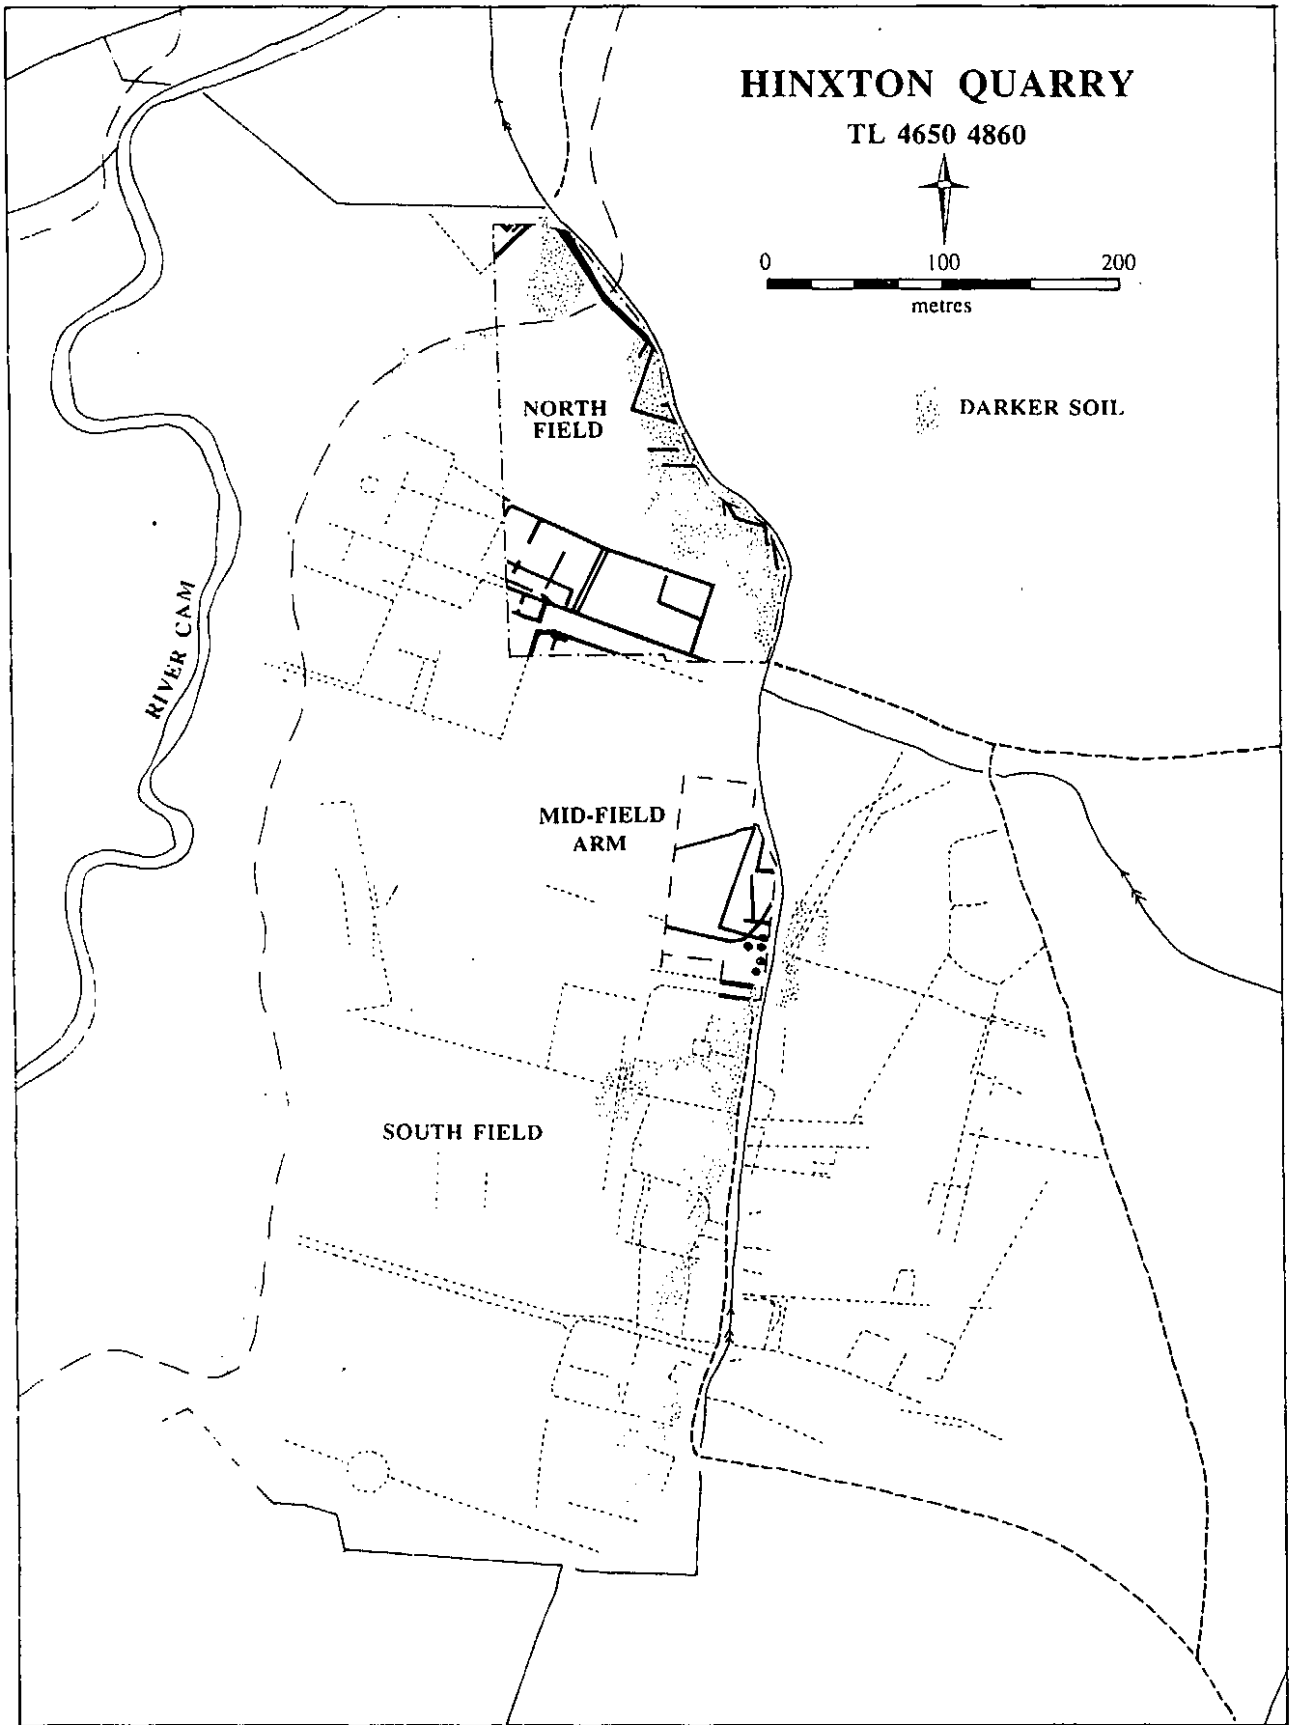 HINXTON QUARRY
TL 4650 4860
0 100 200
metres
DARKER SOIL
NORTH
FIELD
RIVER CAM
MID-FIELD
ARM
SOUTH FIELD